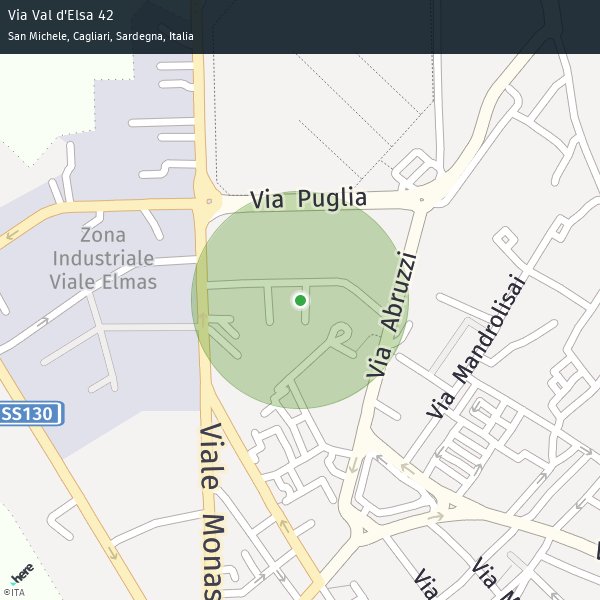 Via Val d'Elsa 42
San Michele, Cagliari, Sardegna, Italia
Via Puglia
Zona
Industriale
Viale Elmas
Via Abruzzi
Via Mandrolisai
SS130
Viale Monas
Via
Via M
here
©ITA